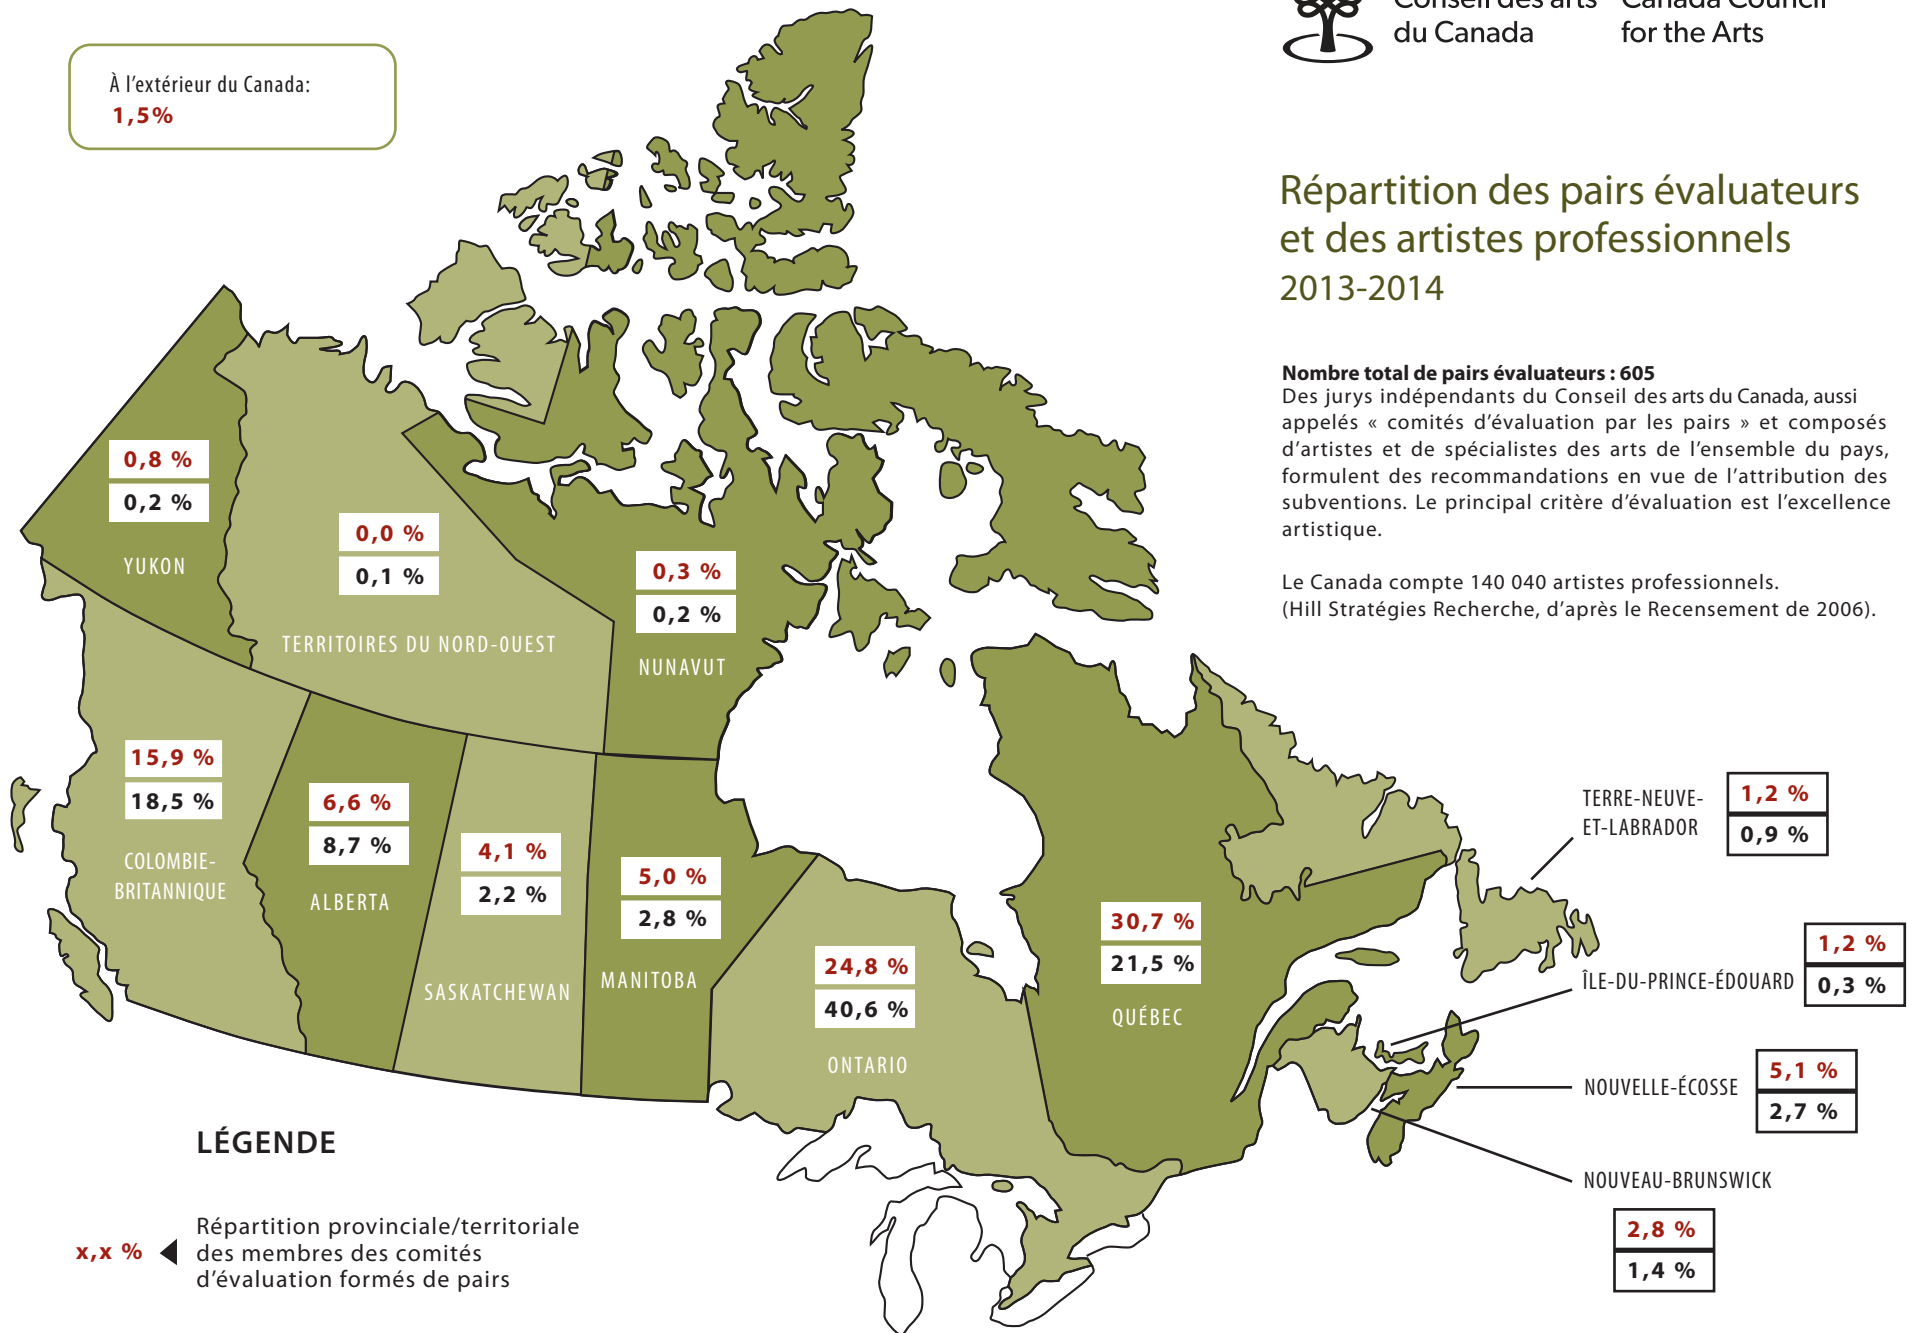 À l'extérieur du Canada:
1,5%
Conseil des arts
du Canada
Canada Council
for the Arts
Répartition des pairs évaluateurs
et des artistes professionnels
2013-2014
Nombre total de pairs évaluateurs : 605
Des jurys indépendants du Conseil des arts du Canada, aussi
appelés « comités d'évaluation par les pairs » et composés
d'artistes et de spécialistes des arts de l'ensemble du pays,
formulent des recommandations en vue de l'attribution des
subventions. Le principal critère d'évaluation est l'excellence
artistique.
Le Canada compte 140 040 artistes professionnels.
(Hill Stratégies Recherche, d'après le Recensement de 2006).
0,8 %
0,2 %
YUKON
0,0 %
0,1 %
TERRITOIRES DU NORD-OUEST
0,3 %
0,2 %
NUNAVUT
15,9 %
18,5 %
COLOMBIE-
BRITANNIQUE
6,6 %
8,7 %
ALBERTA
4,1 %
2,2 %
SASKATCHEWAN
5,0 %
2,8 %
MANITOBA
24,8 %
40,6 %
ONTARIO
30,7 %
21,5 %
QUÉBEC
TERRE-NEUVE-
ET-LABRADOR
1,2 %
0,9 %
ÎLE-DU-PRINCE-ÉDOUARD
1,2 %
0,3 %
NOUVELLE-ÉCOSSE
5,1 %
2,7 %
NOUVEAU-BRUNSWICK
2,8 %
1,4 %
LÉGENDE
x,x %
Répartition provinciale/territoriale
des membres des comités
d'évaluation formés de pairs